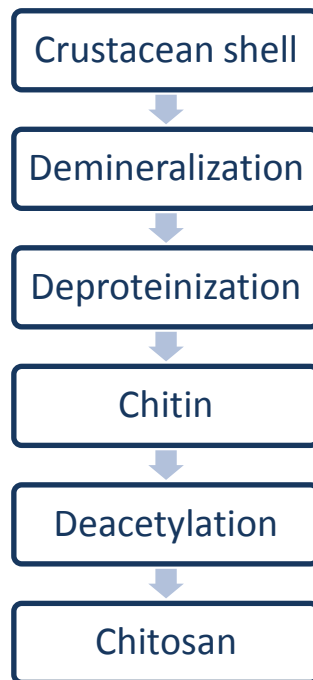 Crustacean shell
Demineralization
Deproteinization
Chitin
Deacetylation
Chitosan